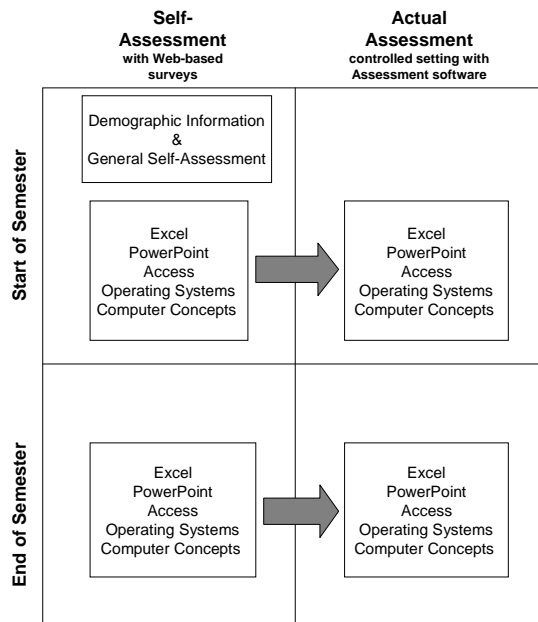 Self-
Assessment
with Web-based
surveys
Actual
Assessment
controlled setting with
Assessment software
Start of Semester
Demographic Information
&
General Self-Assessment
Excel
PowerPoint
Access
Operating Systems
Computer Concepts
Excel
PowerPoint
Access
Operating Systems
Computer Concepts
End of Semester
Excel
PowerPoint
Access
Operating Systems
Computer Concepts
Excel
PowerPoint
Access
Operating Systems
Computer Concepts